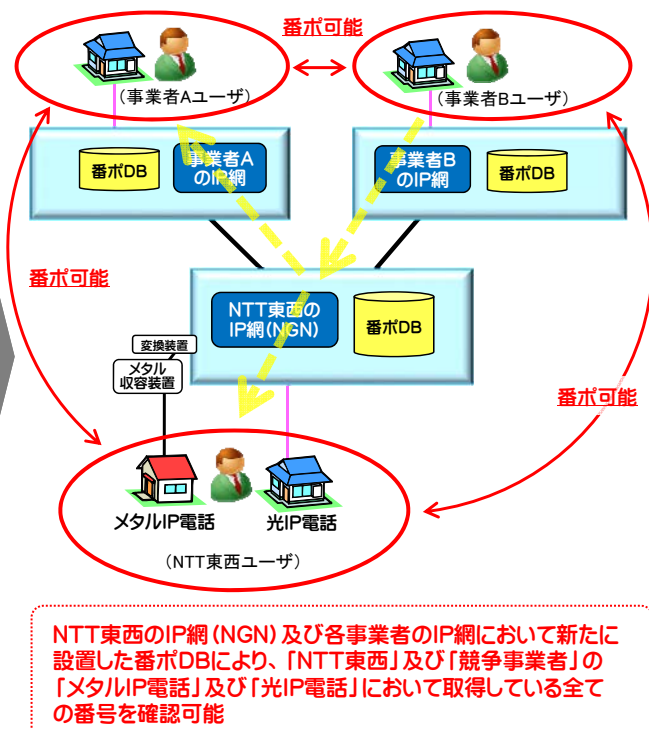 番ポ可能
(事業者Aユーザ)
(事業者Bユーザ)
番ポDB
事業者A
のIP網
事業者B
のIP網
番ポDB
番ポ可能
NTT東西の
IP網(NGN)
番ポDB
変換装置
メタル
収容装置
番ポ可能
メタルIP電話
光IP電話
(NTT東西ユーザ)
NTT東西のIP網(NGN)及び各事業者のIP網において新たに
設置した番ポDBにより、「NTT東西」及び「競争事業者」の
「メタルIP電話」及び「光IP電話」において取得している全て
の番号を確認可能